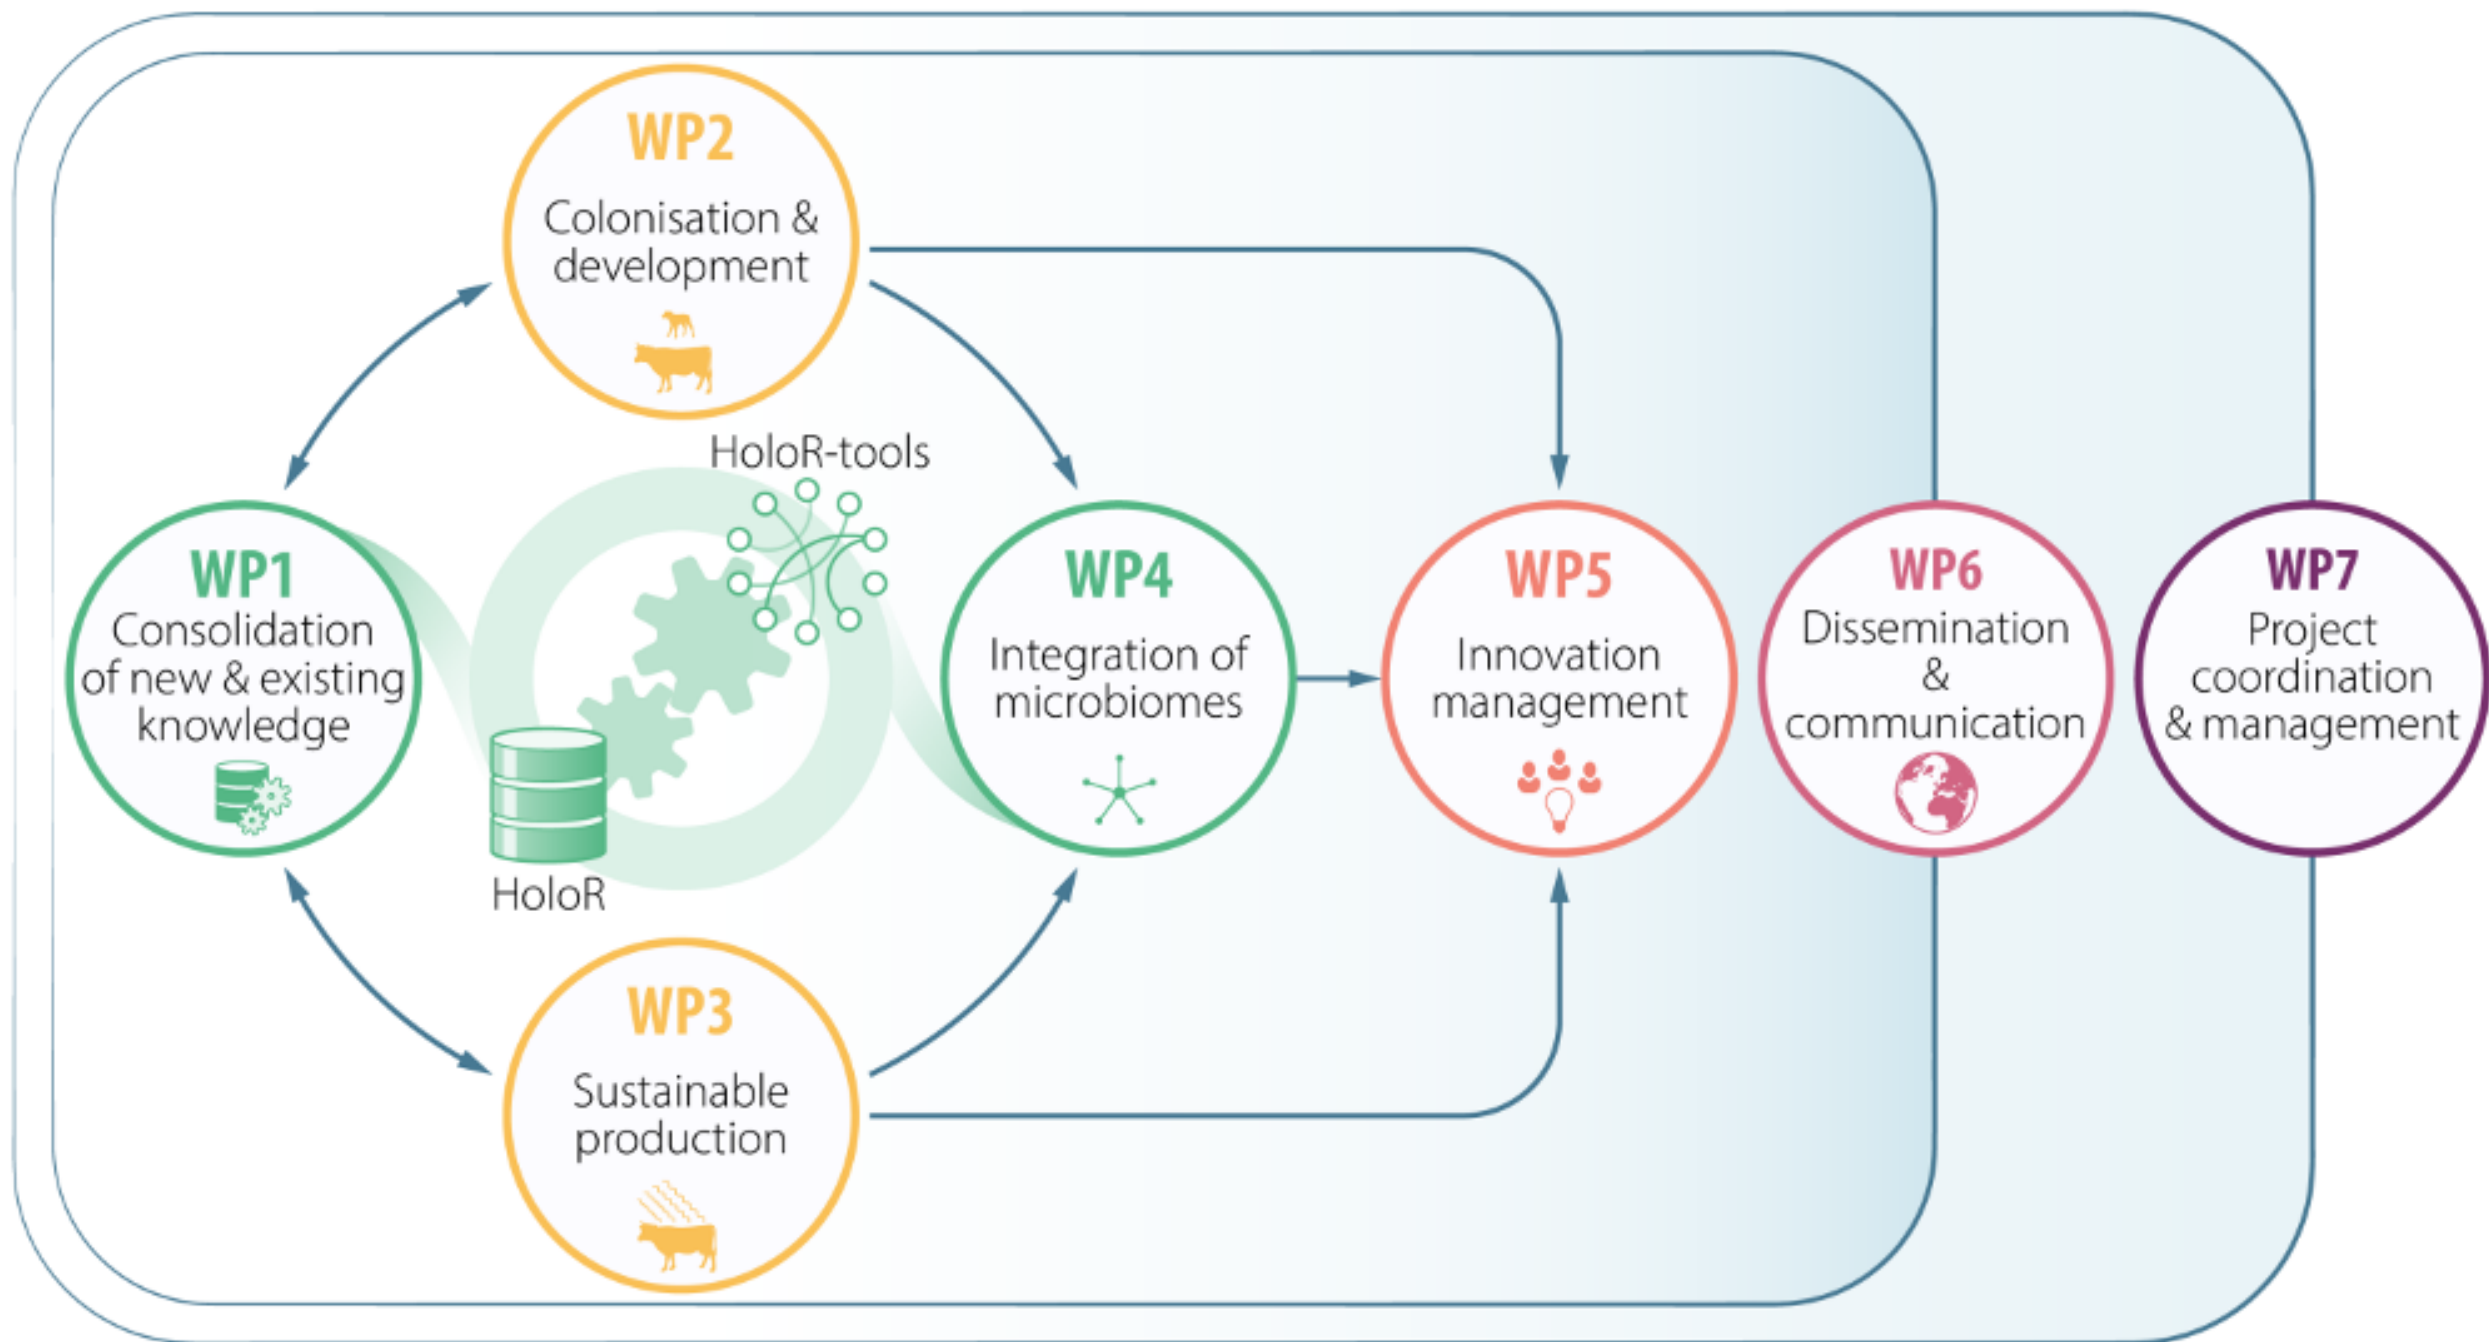 WP2
Colonisation &
development
HoloR-tools
WP1
Consolidation
of new & existing
knowledge
HoloR
WP4
Integration of
microbiomes
WP5
Innovation
management
WP6
Dissemination
&
communication
WP7
Project
coordination
& management
WP3
Sustainable
production